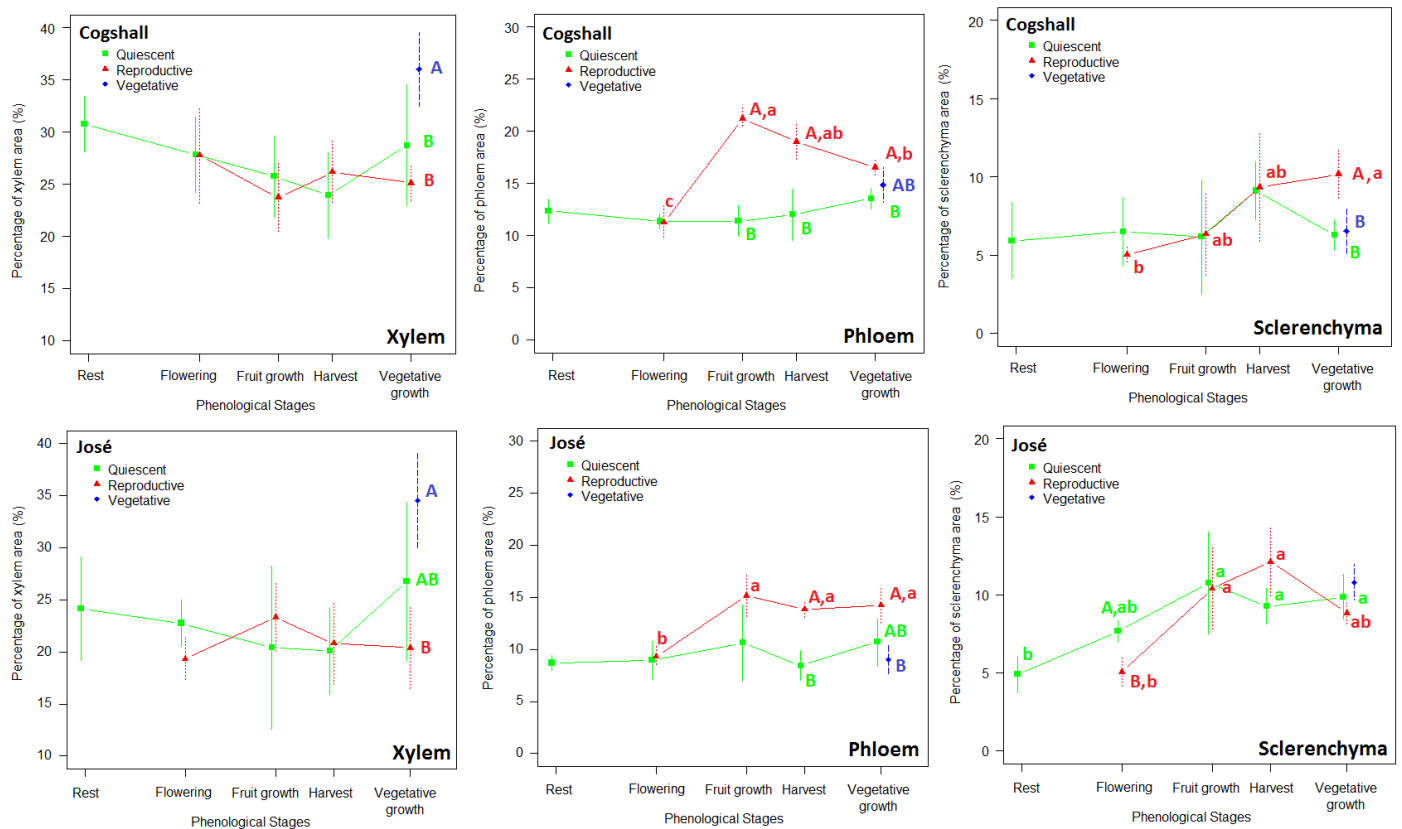 Cogshall
Quiescent
Reproductive
Vegetative
40
35
30
25
20
15
10
Percentage of xylem area (%)
A
B
B
Xylem
Rest
Flowering
Fruit growth
Harvest
Vegetative
growth
Phenological Stages
Cogshall
Quiescent
Reproductive
Vegetative
30
25
20
15
10
5
0
Percentage of phloem area (%)
c
A,a
A,ab
A,b
AB
B
B
B
Phloem
Rest
Flowering
Fruit growth
Harvest
Vegetative
growth
Phenological Stages
Cogshall
Quiescent
Reproductive
Vegetative
20
15
10
5
0
Percentage of sclerenchyma area (%)
b
ab
ab
A,a
B
B
Sclerenchyma
Rest
Flowering
Fruit growth
Harvest
Vegetative
growth
Phenological Stages
José
Quiescent
Reproductive
Vegetative
40
35
30
25
20
15
10
Percentage of xylem area (%)
A
AB
B
Xylem
Rest
Flowering
Fruit growth
Harvest
Vegetative
growth
Phenological Stages
José
Quiescent
Reproductive
Vegetative
30
25
20
15
10
5
0
Percentage of phloem area (%)
b
a
A,a
A,a
AB
B
B
Phloem
Rest
Flowering
Fruit growth
Harvest
Vegetative
growth
Phenological Stages
José
Quiescent
Reproductive
Vegetative
20
15
10
5
0
Percentage of sclerenchyma area (%)
b
A,ab
B,b
a
a
a
a
a
ab
Sclerenchyma
Rest
Flowering
Fruit growth
Harvest
Vegetative
growth
Phenological Stages